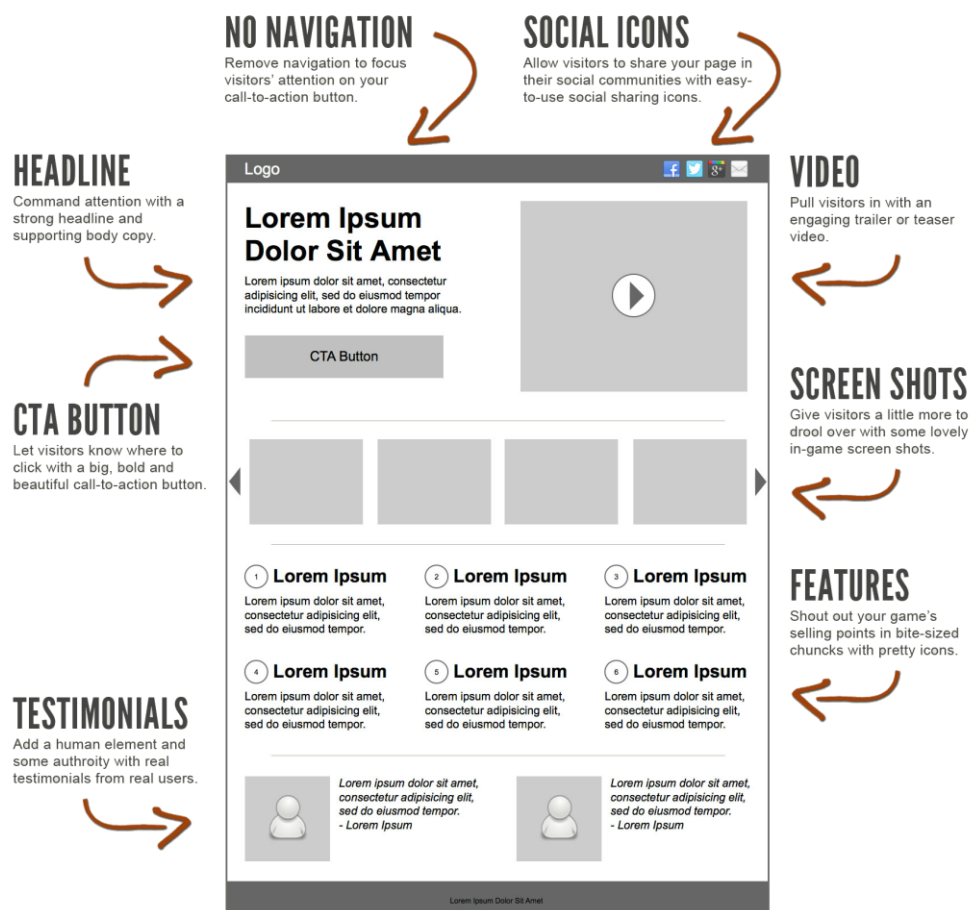 NO NAVIGATION
Remove navigation to focus
visitors' attention on your
call-to-action button.
SOCIAL ICONS
Allow visitors to share your page in
their social communities with easy-
to-use social sharing icons.
HEADLINE
Command attention with a
strong headline and
supporting body copy.
CTA BUTTON
Let visitors know where to
click with a big, bold and
beautiful call-to-action button.
TESTIMONIALS
Add a human element and
some authroity with real
testimonials from real users.
Logo
f
g+
Lorem Ipsum
Dolor Sit Amet
Lorem ipsum dolor sit amet, consectetur
adipisicing elit, sed do eiusmod tempor
incididunt ut labore et dolore magna aliqua.
CTA Button
1 Lorem Ipsum
Lorem ipsum dolor sit amet,
consectetur adipisicing elit,
sed do eiusmod tempor.
2 Lorem Ipsum
Lorem ipsum dolor sit amet,
consectetur adipisicing elit,
sed do eiusmod tempor.
3 Lorem Ipsum
Lorem ipsum dolor sit amet,
consectetur adipisicing elit,
sed do eiusmod tempor.
4 Lorem Ipsum
Lorem ipsum dolor sit amet,
consectetur adipisicing elit,
sed do eiusmod tempor.
5 Lorem Ipsum
Lorem ipsum dolor sit amet,
consectetur adipisicing elit,
sed do eiusmod tempor.
6 Lorem Ipsum
Lorem ipsum dolor sit amet,
consectetur adipisicing elit,
sed do eiusmod tempor.
Lorem ipsum dolor sit amet,
consectetur adipisicing elit,
sed do eiusmod tempor.
- Lorem Ipsum
Lorem ipsum dolor sit amet,
consectetur adipisicing elit,
sed do eiusmod tempor.
- Lorem Ipsum
Lorem Ipsum Dolor Sit Amet
VIDEO
Pull visitors in with an
engaging trailer or teaser
video.
SCREEN SHOTS
Give visitors a little more to
drool over with some lovely
in-game screen shots.
FEATURES
Shout out your game's
selling points in bite-sized
chuncks with pretty icons.